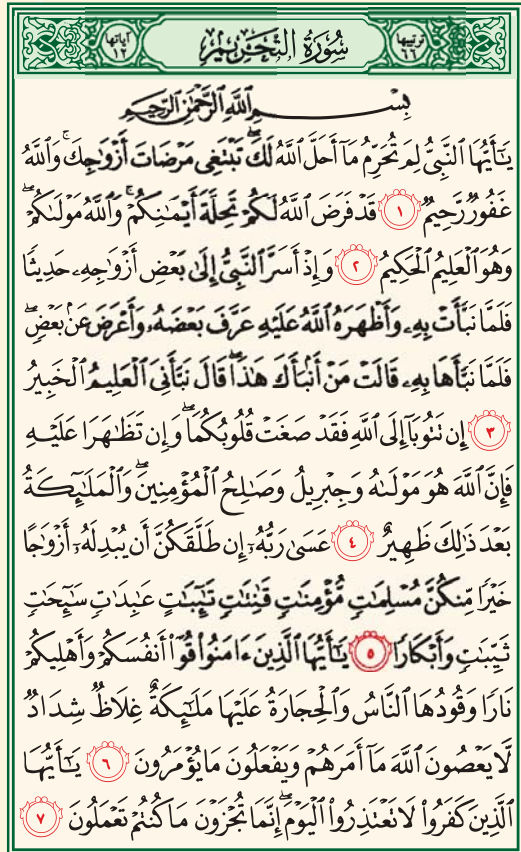 ترتيبها ٦٦ سُورَةُ التَّحْرِيمِ آياتها ١٢
بِسْمِ اللَّهِ الرَّحْمَٰنِ الرَّحِيمِ
يَٰٓأَيُّهَا ٱلنَّبِيُّ لِمَ تُحَرِّمُ مَآ أَحَلَّ ٱللَّهُ لَكَۖ تَبْتَغِى مَرْضَاتَ أَزْوَٰجِكَۚ وَٱللَّهُ
غَفُورٌ رَّحِيمٌ ١ قَدْ فَرَضَ ٱللَّهُ لَكُمْ تَحِلَّةَ أَيْمَٰنِكُمْۚ وَٱللَّهُ مَوْلَىٰكُمْۖ
وَهُوَ ٱلْعَلِيمُ ٱلْحَكِيمُ ٢ وَإِذْ أَسَرَّ ٱلنَّبِيُّ إِلَىٰ بَعْضِ أَزْوَٰجِهِۦ حَدِيثًا
فَلَمَّا نَبَّأَتْ بِهِۦ وَأَظْهَرَهُ ٱللَّهُ عَلَيْهِ عَرَّفَ بَعْضَهُۥ وَأَعْرَضَ عَنۢ بَعْضٍۖ
فَلَمَّا نَبَّأَهَا بِهِۦ قَالَتْ مَنْ أَنۢبَأَكَ هَٰذَاۖ قَالَ نَبَّأَنِىَ ٱلْعَلِيمُ ٱلْخَبِيرُ
٣ إِن تَتُوبَآ إِلَى ٱللَّهِ فَقَدْ صَغَتْ قُلُوبُكُمَاۖ وَإِن تَظَٰهَرَا عَلَيْهِ
فَإِنَّ ٱللَّهَ هُوَ مَوْلَىٰهُ وَجِبْرِيلُ وَصَٰلِحُ ٱلْمُؤْمِنِينَۖ وَٱلْمَلَٰٓئِكَةُ
بَعْدَ ذَٰلِكَ ظَهِيرٌ ٤ عَسَىٰ رَبُّهُۥٓ إِن طَلَّقَكُنَّ أَن يُبْدِلَهُۥٓ أَزْوَٰجًا
خَيْرًا مِّنكُنَّ مُسْلِمَٰتٍ مُّؤْمِنَٰتٍ قَٰنِتَٰتٍ تَٰٓئِبَٰتٍ عَٰبِدَٰتٍ سَٰٓئِحَٰتٍ
ثَيِّبَٰتٍ وَأَبْكَارًا ٥ يَٰٓأَيُّهَا ٱلَّذِينَ ءَامَنُوا۟ قُوٓا۟ أَنفُسَكُمْ وَأَهْلِيكُمْ
نَارًا وَقُودُهَا ٱلنَّاسُ وَٱلْحِجَارَةُ عَلَيْهَا مَلَٰٓئِكَةٌ غِلَاظٌ شِدَادٌ
لَّا يَعْصُونَ ٱللَّهَ مَآ أَمَرَهُمْ وَيَفْعَلُونَ مَا يُؤْمَرُونَ ٦ يَٰٓأَيُّهَا
ٱلَّذِينَ كَفَرُوا۟ لَا تَعْتَذِرُوا۟ ٱلْيَوْمَۖ إِنَّمَا تُجْزَوْنَ مَا كُنتُمْ تَعْمَلُونَ ٧